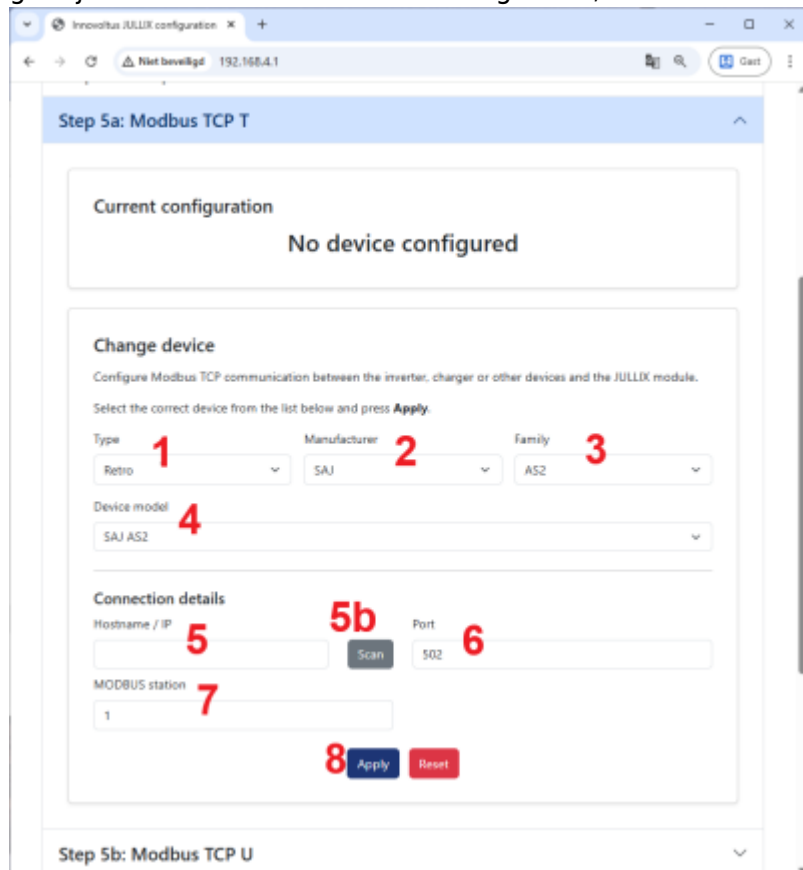 Innovoltus JULLIX configuration
Niet beveiligd 192.168.4.1 Gast
Step 5a: Modbus TCP T
Current configuration
No device configured
Change device
Configure Modbus TCP communication between the inverter, charger or other devices and the JULLIX module.
Select the correct device from the list below and press Apply.
Type Manufacturer Family
1 2 3
Retro SAJ AS2
Device model
4
SAJ AS2
Connection details
Hostname / IP 5b Port
5 Scan 502 6
MODBUS station
7
1
8 Apply Reset
Step 5b: Modbus TCP U